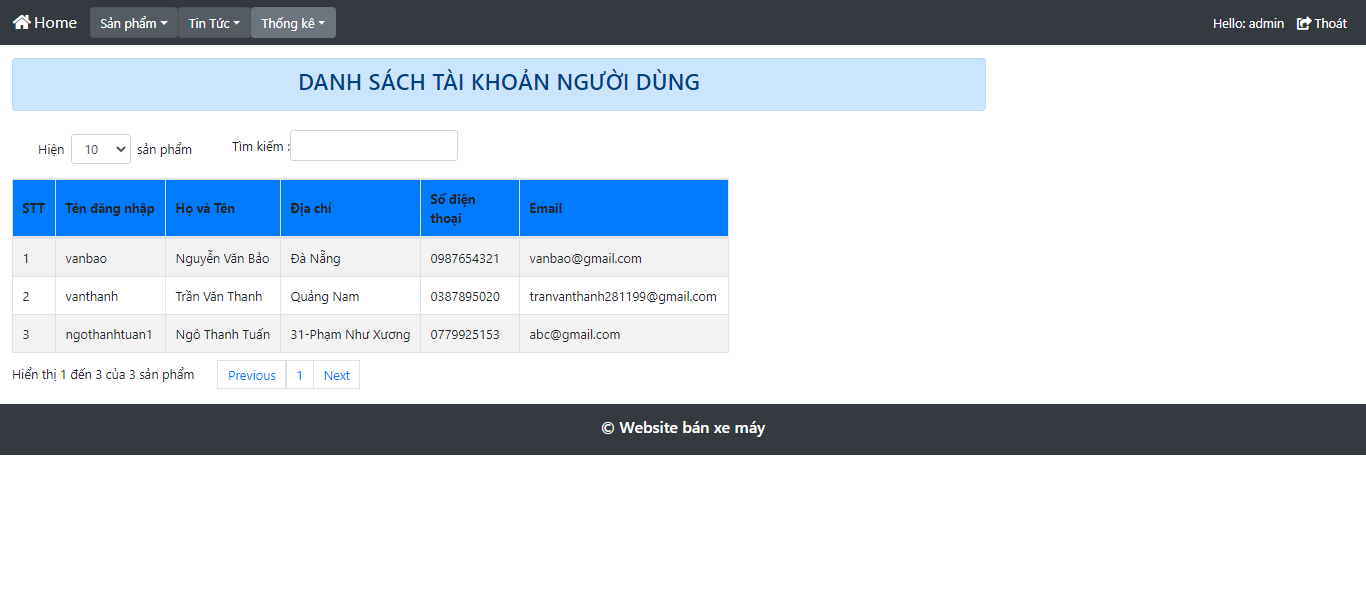 Home Sản phẩm Tin Tức Thống kê Hello: admin Thoát
DANH SÁCH TÀI KHOẢN NGƯỜI DÙNG
Hiện 10 sản phẩm Tìm kiếm :
STT Tên đăng nhập Họ và Tên Địa chỉ Số điện thoại Email
1 vanbao Nguyễn Văn Bảo Đà Nẵng 0987654321 vanbao@gmail.com
2 vanthanh Trần Văn Thanh Quảng Nam 0387895020 tranvanthanh281199@gmail.com
3 ngothanhtuan1 Ngô Thanh Tuấn 31-Phạm Như Xương 0779925153 abc@gmail.com
Hiển thị 1 đến 3 của 3 sản phẩm Previous 1 Next
© Website bán xe máy